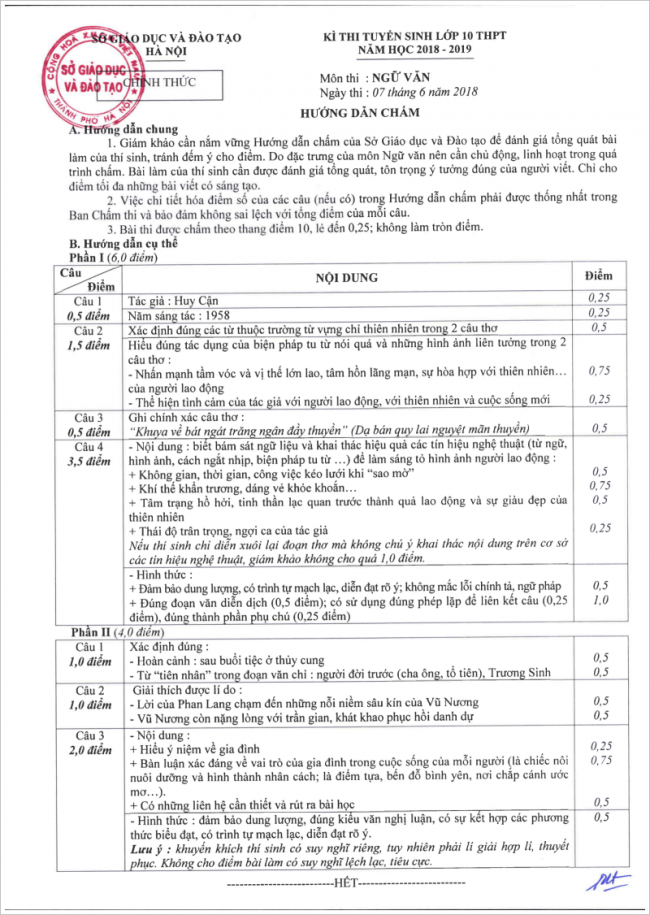 SỞ GIÁO DỤC VÀ ĐÀO TẠO
HÀ NỘI
CHÍNH THỨC
CỘNG HOÀ X.H.C.N VIỆT NAM
SỞ GIÁO DỤC
VÀ ĐÀO TẠO
THÀNH PHỐ HÀ NỘI
KÌ THI TUYỂN SINH LỚP 10 THPT
NĂM HỌC 2018 - 2019
Môn thi : NGỮ VĂN
Ngày thi : 07 tháng 6 năm 2018
HƯỚNG DẪN CHẤM
A. Hướng dẫn chung
1. Giám khảo cần nắm vững Hướng dẫn chấm của Sở Giáo dục và Đào tạo để đánh giá tổng quát bài
làm của thí sinh, tránh đếm ý cho điểm. Do đặc trưng của môn Ngữ văn nên cần chủ động, linh hoạt trong quá
trình chấm. Bài làm của thí sinh cần được đánh giá tổng quát, tôn trọng ý tưởng đúng của người viết. Chỉ cho
điểm tối đa những bài viết có sáng tạo.
2. Việc chi tiết hóa điểm số của các câu (nếu có) trong Hướng dẫn chấm phải được thống nhất trong
Ban Chấm thi và bảo đảm không sai lệch với tổng điểm của mỗi câu.
3. Bài thi được chấm theo thang điểm 10, lẻ đến 0,25; không làm tròn điểm.
B. Hướng dẫn cụ thể
Phần I (6,0 điểm)
Câu
Điểm
NỘI DUNG
Điểm
Câu 1
0,5 điểm
Tác giả : Huy Cận
0,25
Năm sáng tác : 1958
0,25
Câu 2
1,5 điểm
Xác định đúng các từ thuộc trường từ vựng chỉ thiên nhiên trong 2 câu thơ
0,5
Hiểu đúng tác dụng của biện pháp tu từ nói quá và những hình ảnh liên tưởng trong 2
câu thơ :
- Nhấn mạnh tầm vóc và vị thế lớn lao, tâm hồn lãng mạn, sự hòa hợp với thiên nhiên…
của người lao động
0,75
- Thể hiện tình cảm của tác giả với người lao động, với thiên nhiên và cuộc sống mới
0,25
Câu 3
0,5 điểm
Ghi chính xác câu thơ :
“Khuya về bát ngát trăng ngân đầy thuyền” (Dạ bán quy lai nguyệt mãn thuyền)
0,5
Câu 4
3,5 điểm
- Nội dung : biết bám sát ngữ liệu và khai thác hiệu quả các tín hiệu nghệ thuật (từ ngữ,
hình ảnh, cách ngắt nhịp, biện pháp tu từ …) để làm sáng tỏ hình ảnh người lao động :
+ Không gian, thời gian, công việc kéo lưới khi “sao mờ”
0,5
+ Khí thế khẩn trương, dáng vẻ khỏe khoắn…
0,75
+ Tâm trạng hồ hởi, tinh thần lạc quan trước thành quả lao động và sự giàu đẹp của
thiên nhiên
0,5
+ Thái độ trân trọng, ngợi ca của tác giả
0,25
Nếu thí sinh chỉ diễn xuôi lại đoạn thơ mà không chú ý khai thác nội dung trên cơ sở
các tín hiệu nghệ thuật, giám khảo không cho quá 1,0 điểm.
- Hình thức :
+ Đảm bảo dung lượng, có trình tự mạch lạc, diễn đạt rõ ý; không mắc lỗi chính tả, ngữ pháp
0,5
+ Đúng đoạn văn diễn dịch (0,5 điểm); có sử dụng đúng phép lặp để liên kết câu (0,25
điểm), đúng thành phần phụ chú (0,25 điểm)
1,0
Phần II (4,0 điểm)
Câu 1
1,0 điểm
Xác định đúng :
- Hoàn cảnh : sau buổi tiệc ở thủy cung
0,5
- Từ “tiên nhân” trong đoạn văn chỉ : người đời trước (cha ông, tổ tiên), Trương Sinh
0,5
Câu 2
1,0 điểm
Giải thích được lí do :
- Lời của Phan Lang chạm đến những nỗi niềm sâu kín của Vũ Nương
0,5
- Vũ Nương còn nặng lòng với trần gian, khát khao phục hồi danh dự
0,5
Câu 3
2,0 điểm
- Nội dung :
+ Hiểu ý niệm về gia đình
0,25
+ Bàn luận xác đáng về vai trò của gia đình trong cuộc sống của mỗi người (là chiếc nôi
nuôi dưỡng và hình thành nhân cách; là điểm tựa, bến đỗ bình yên, nơi chắp cánh ước
mơ…).
0,75
+ Có những liên hệ cần thiết và rút ra bài học
0,5
- Hình thức : đảm bảo dung lượng, đúng kiểu văn nghị luận, có sự kết hợp các phương
thức biểu đạt, có trình tự mạch lạc, diễn đạt rõ ý.
0,5
Lưu ý : khuyến khích thí sinh có suy nghĩ riêng, tuy nhiên phải lí giải hợp lí, thuyết
phục. Không cho điểm bài làm có suy nghĩ lệch lạc, tiêu cực.
---------------------------HẾT---------------------------